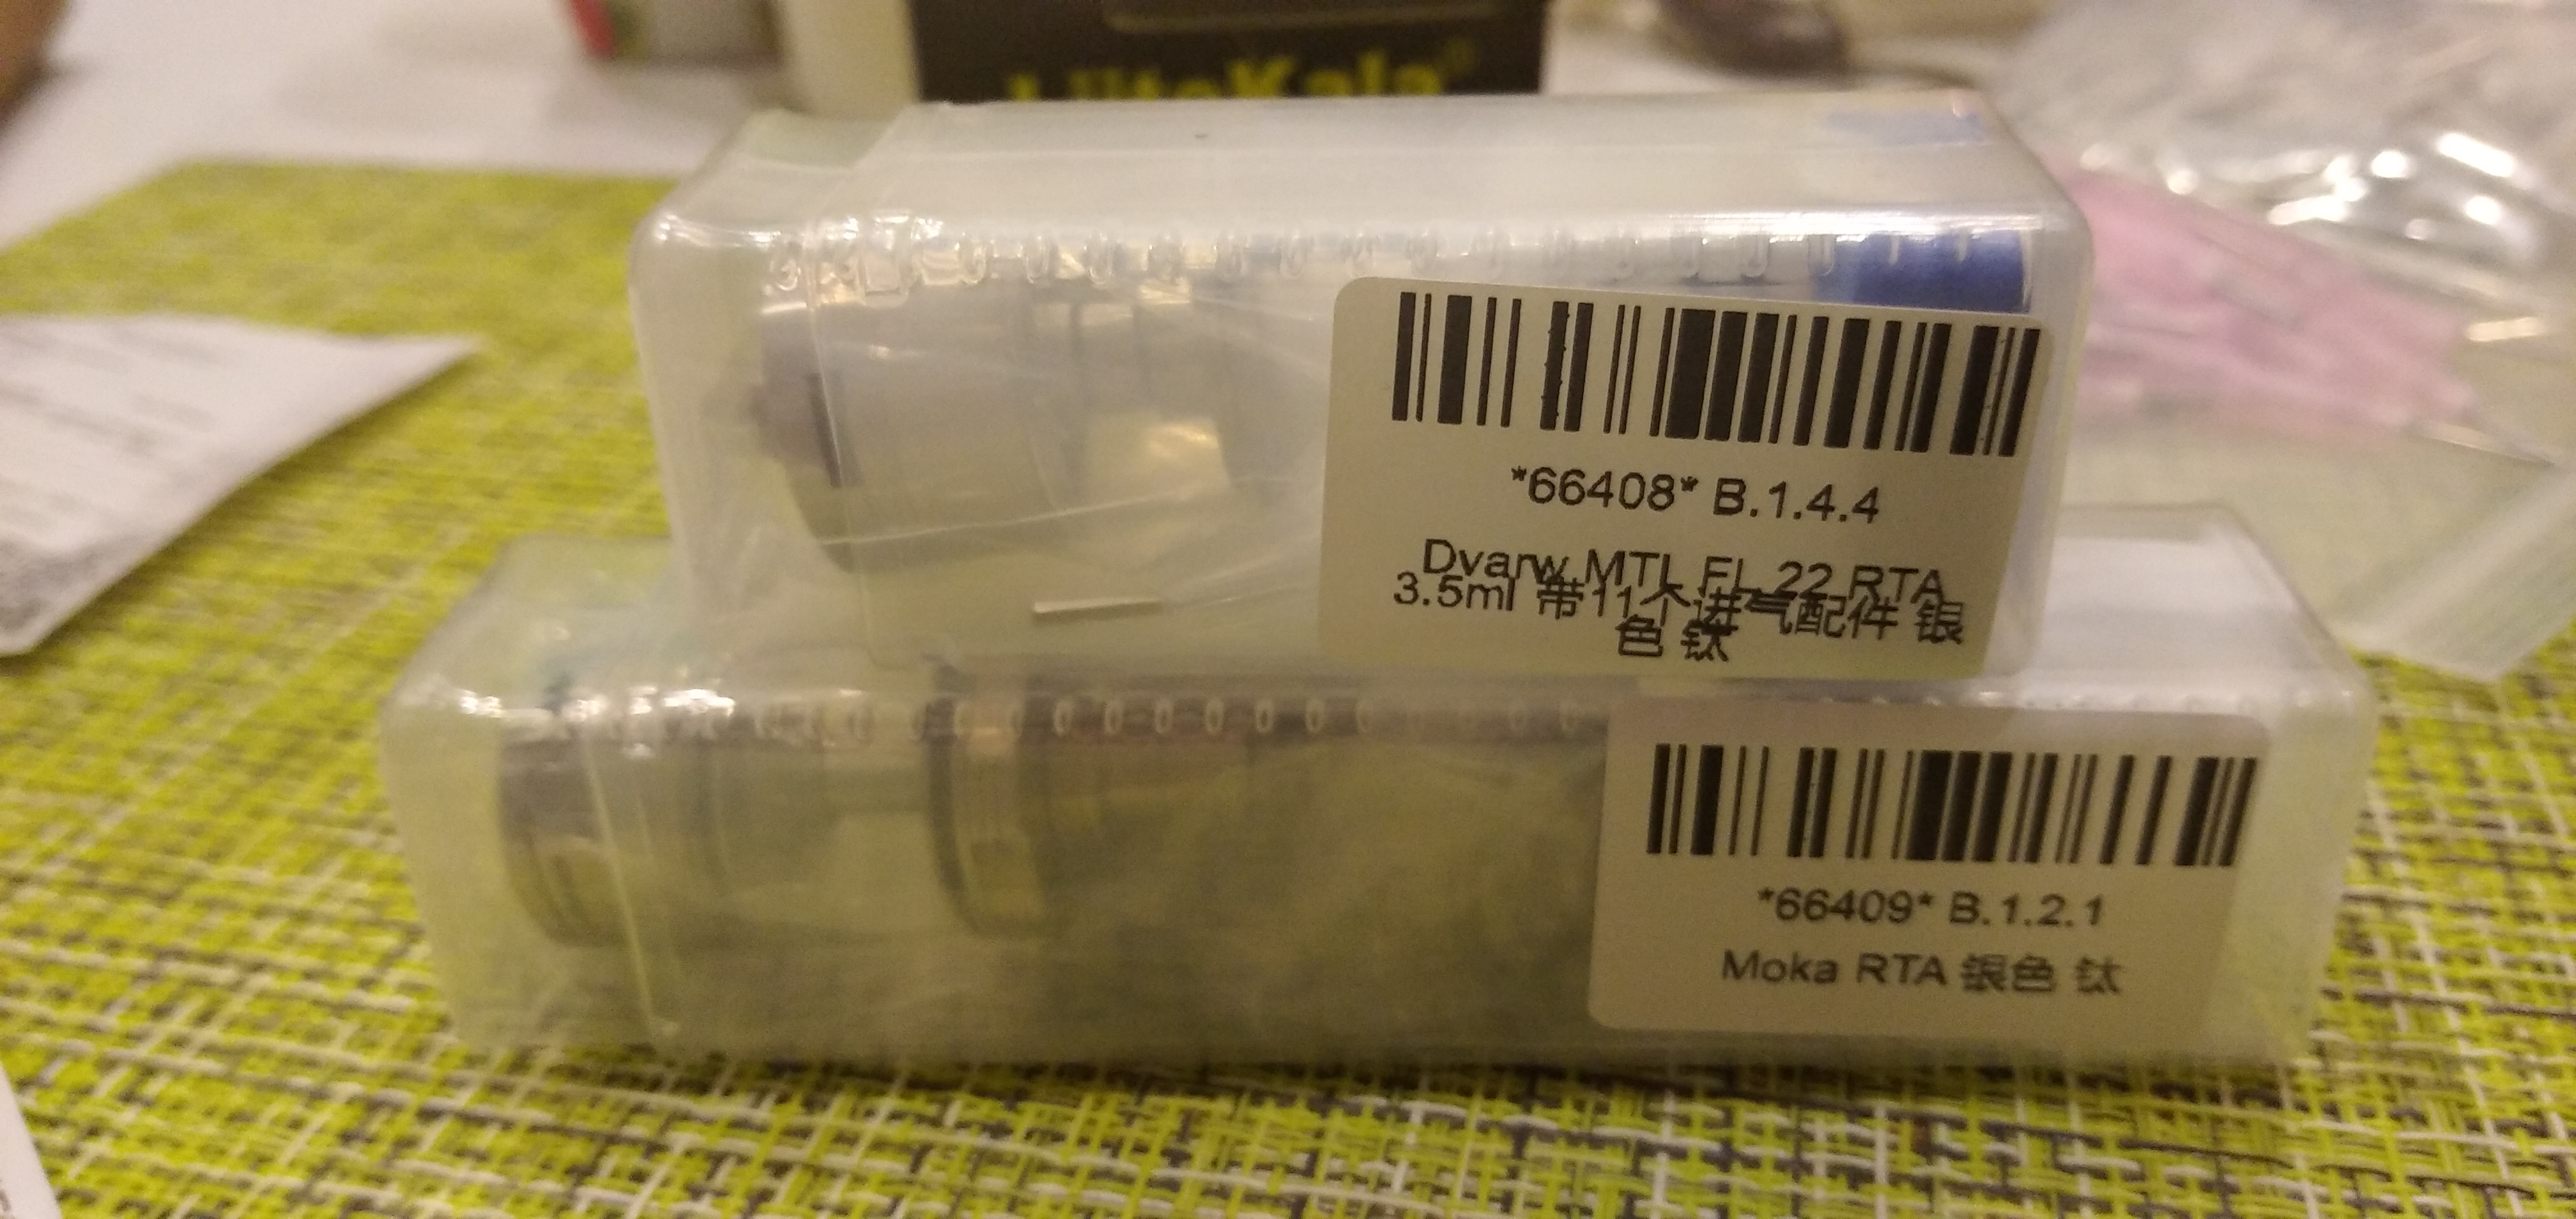 LiitoKala®
*66408* B.1.4.4
Dvarw MTL FL 22 RTA
3.5ml 带11个进气配件 银
色 钛
*66409* B.1.2.1
Moka RTA 银色 钛